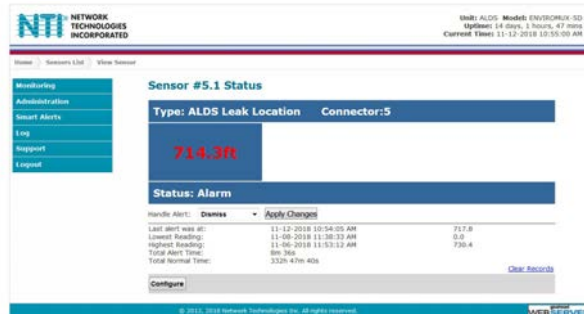 NTI NETWORK
TECHNOLOGIES
INCORPORATED
Unit: ALDS Model: ENVIROMUX-5D
Uptime: 14 days, 1 hours, 47 mins
Current Time: 11-12-2018 10:55:00 AM
Home Sensors List View Sensor
Monitoring
Administration
Smart Alerts
Log
Support
Logout
Sensor #5.1 Status
Type: ALDS Leak Location Connector:5
714.3ft
Status: Alarm
Handle Alert: Dismiss Apply Changes
Last alert was at: 11-12-2018 10:54:05 AM 717.8
Lowest Reading: 11-08-2018 11:38:33 AM 0.0
Highest Reading: 11-06-2018 11:53:12 AM 730.4
Total Alert Time: 8m 36s
Total Normal Time: 332h 47m 40s
Clear Records
Configure
© 2013, 2018 Network Technologies Inc. All rights reserved.
WEBSERVER